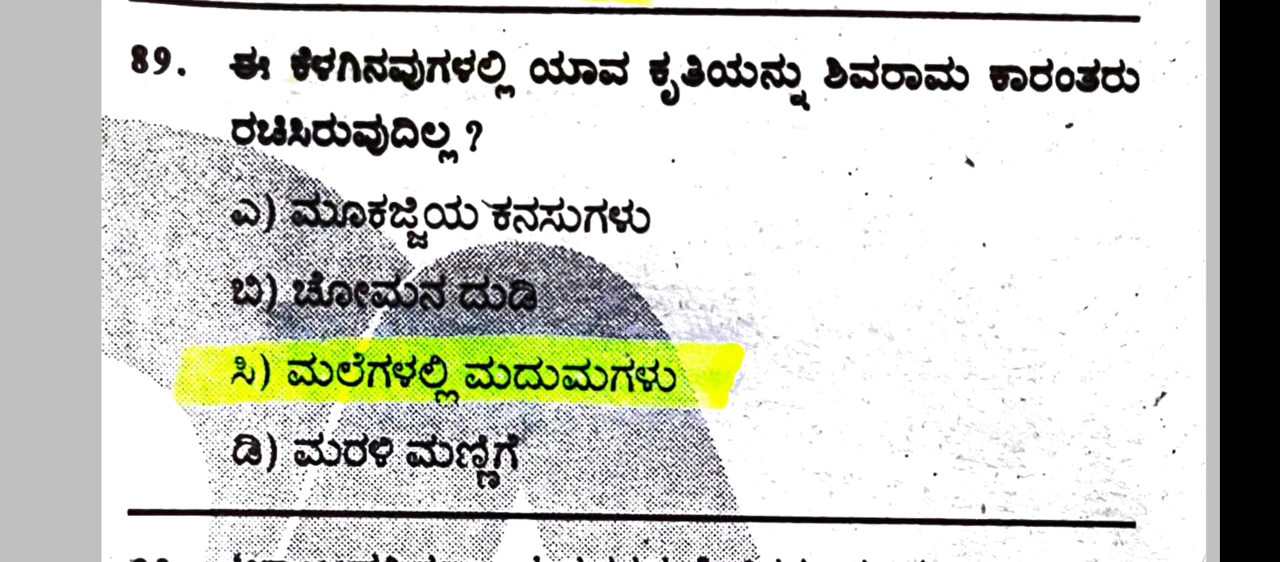 89. ಈ ಕೆಳಗಿನವುಗಳಲ್ಲಿ ಯಾವ ಕೃತಿಯನ್ನು ಶಿವರಾಮ ಕಾರಂತರು
ರಚಿಸಿರುವುದಿಲ್ಲ ?
ಎ) ಮೂಕಜ್ಜಿಯ ಕನಸುಗಳು
ಬಿ) ಚೋಮನ ದುಡಿ
ಸಿ) ಮಲೆಗಳಲ್ಲಿ ಮದುಮಗಳು
ಡಿ) ಮರಳಿ ಮಣ್ಣಿಗೆ